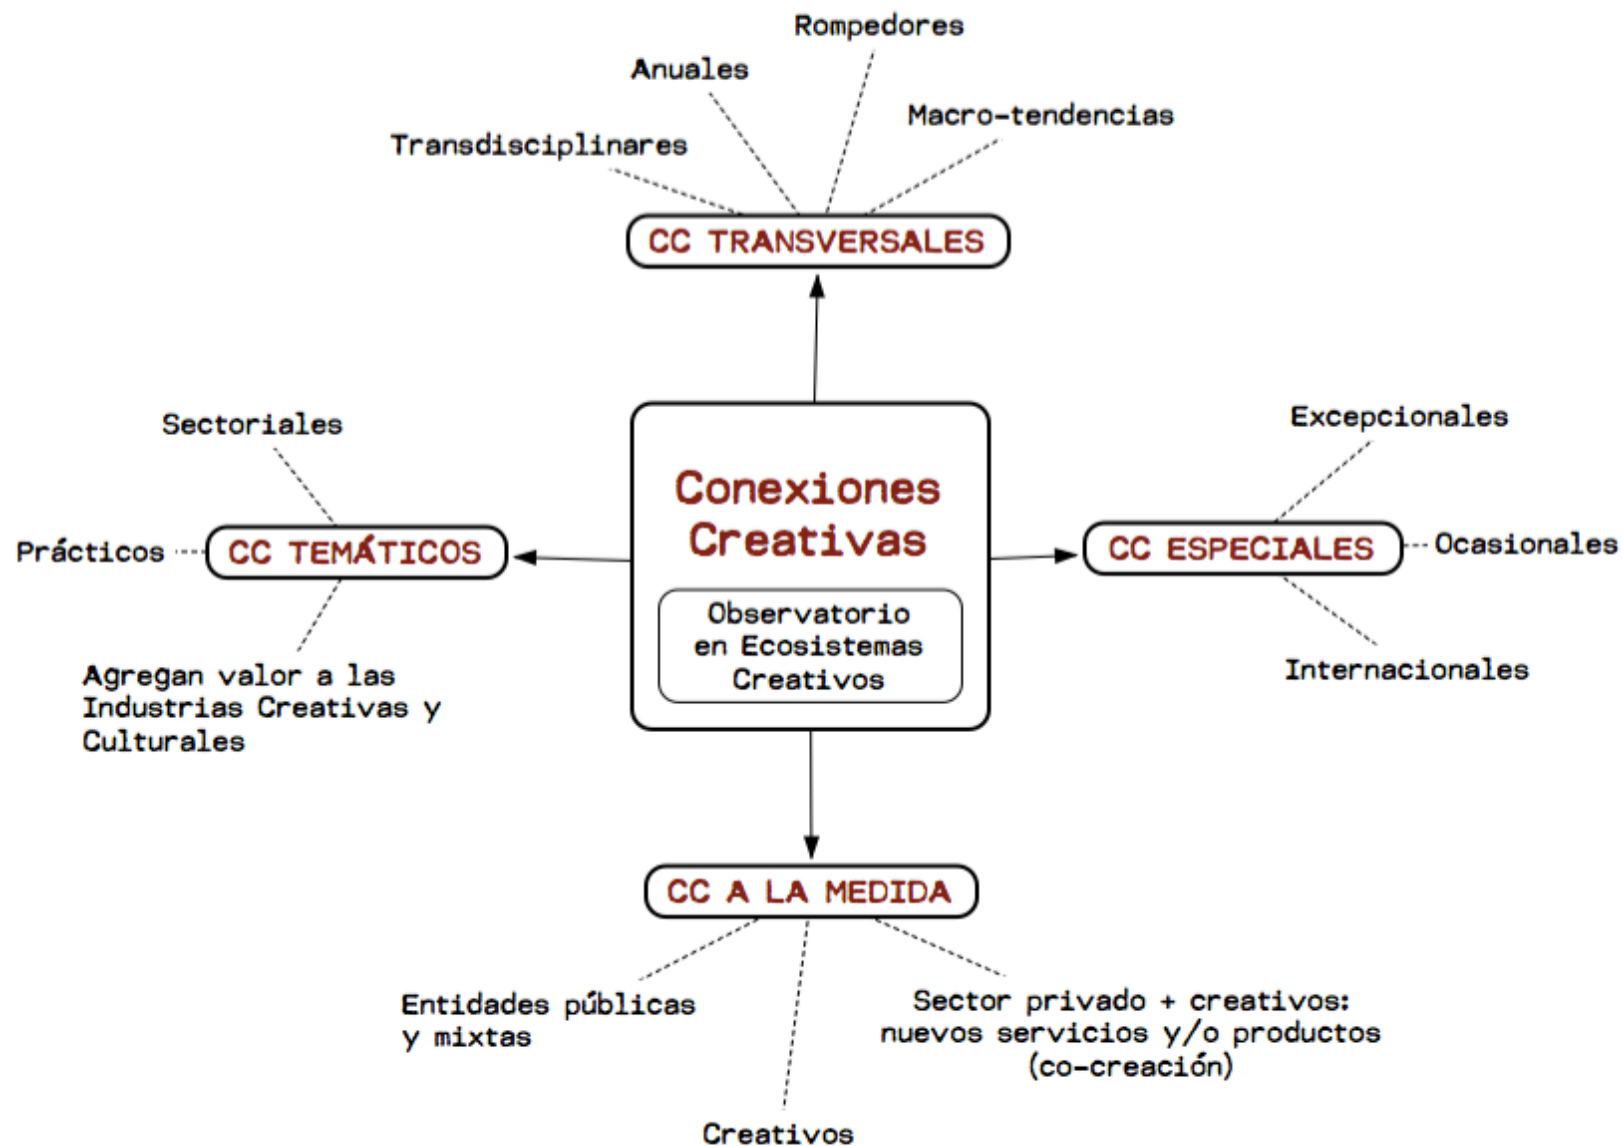 Rompedores
Anuales
Macro-tendencias
Transdisciplinares
CC TRANSVERSALES
Sectoriales
Prácticos
CC TEMÁTICOS
Agregan valor a las
Industrias Creativas y
Culturales
Conexiones
Creativas
Observatorio
en Ecosistemas
Creativos
Excepcionales
CC ESPECIALES
Ocasionales
Internacionales
CC A LA MEDIDA
Entidades públicas
y mixtas
Creativos
Sector privado + creativos:
nuevos servicios y/o productos
(co-creación)